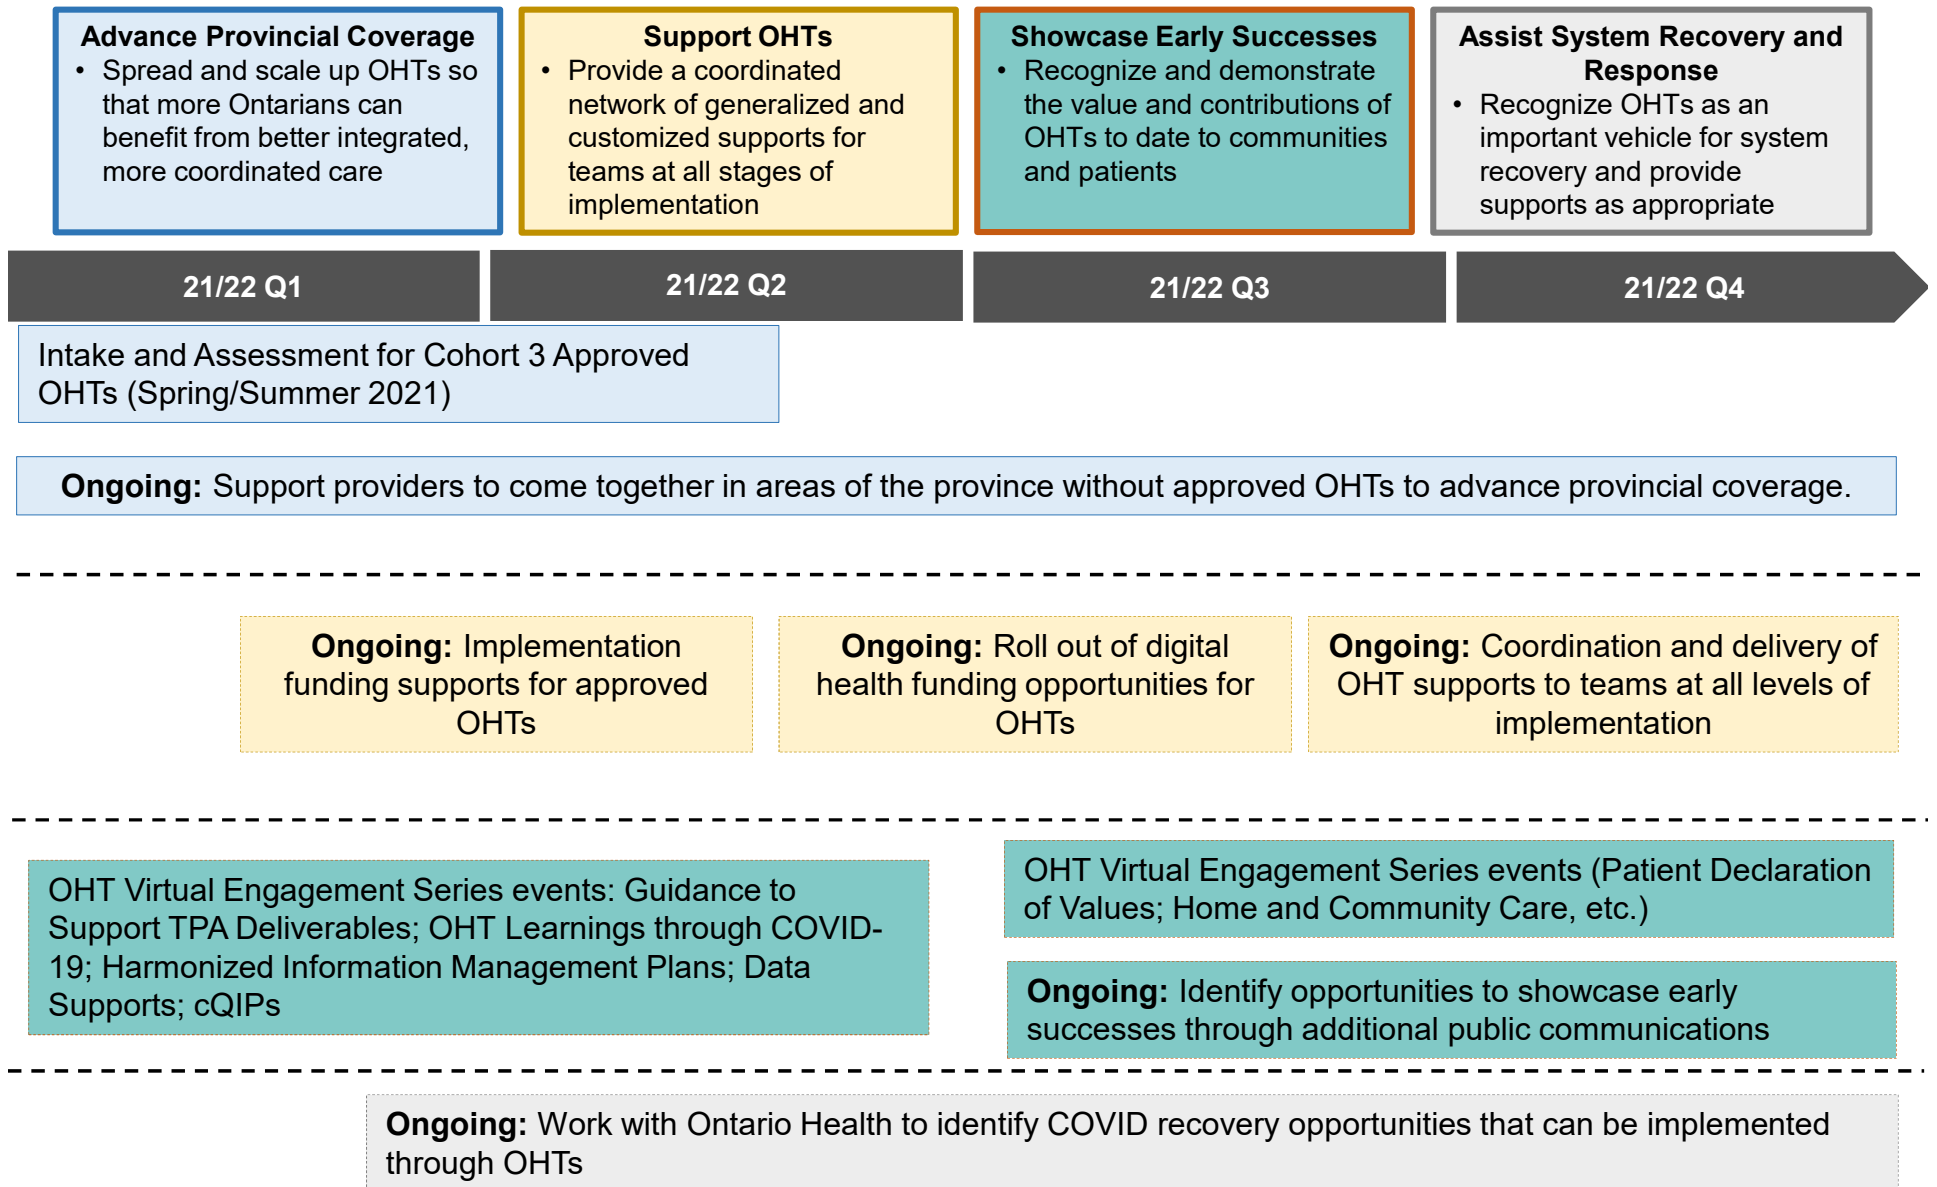 Advance Provincial Coverage
• Spread and scale up OHTs so
that more Ontarians can
benefit from better integrated,
more coordinated care
Support OHTs
• Provide a coordinated
network of generalized and
customized supports for
teams at all stages of
implementation
Showcase Early Successes
• Recognize and demonstrate
the value and contributions of
OHTs to date to communities
and patients
Assist System Recovery and
Response
• Recognize OHTs as an
important vehicle for system
recovery and provide
supports as appropriate
21/22 Q1
21/22 Q2
21/22 Q3
21/22 Q4
Intake and Assessment for Cohort 3 Approved
OHTs (Spring/Summer 2021)
Ongoing: Support providers to come together in areas of the province without approved OHTs to advance provincial coverage.
Ongoing: Implementation
funding supports for approved
OHTs
Ongoing: Roll out of digital
health funding opportunities for
OHTs
Ongoing: Coordination and delivery of
OHT supports to teams at all levels of
implementation
OHT Virtual Engagement Series events: Guidance to
Support TPA Deliverables; OHT Learnings through COVID-
19; Harmonized Information Management Plans; Data
Supports; cQIPs
OHT Virtual Engagement Series events (Patient Declaration
of Values; Home and Community Care, etc.)
Ongoing: Identify opportunities to showcase early
successes through additional public communications
Ongoing: Work with Ontario Health to identify COVID recovery opportunities that can be implemented
through OHTs